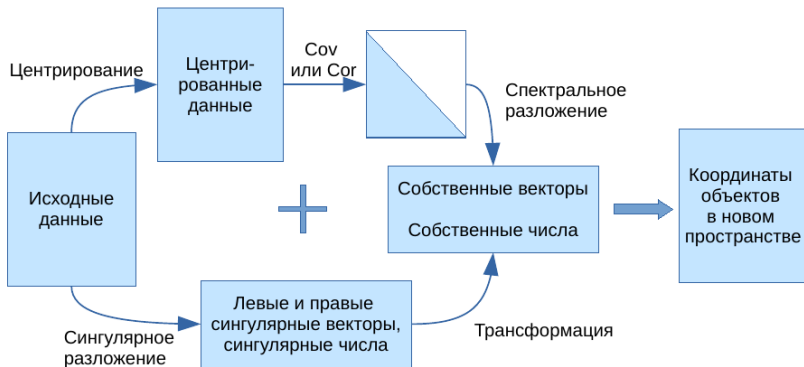 Центрирование
Центри-
рованные
данные
Cov
или Cor
Спектральное
разложение
Исходные
данные
Собственные векторы
Собственные числа
Координаты
объектов
в новом
пространстве
Сингулярное
разложение
Левые и правые
сингулярные векторы,
сингулярные числа
Трансформация